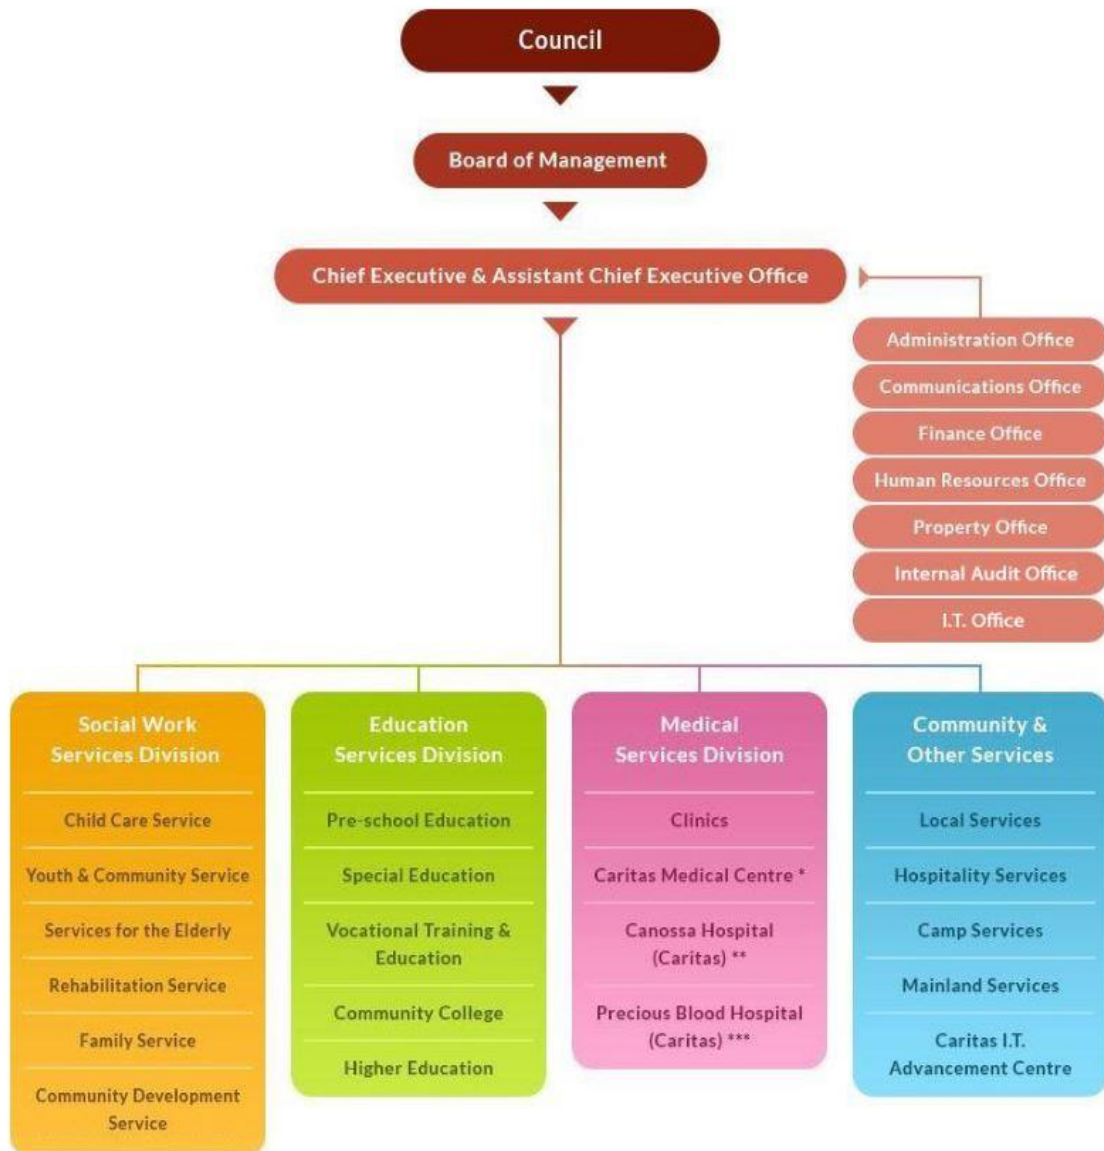 Council
Board of Management
Chief Executive & Assistant Chief Executive Office
Administration Office
Communications Office
Finance Office
Human Resources Office
Property Office
Internal Audit Office
I.T. Office
Social Work
Services Division
Child Care Service
Youth & Community Service
Services for the Elderly
Rehabilitation Service
Family Service
Community Development
Service
Education
Services Division
Pre-school Education
Special Education
Vocational Training &
Education
Community College
Higher Education
Medical
Services Division
Clinics
Caritas Medical Centre *
Canossa Hospital
(Caritas) **
Precious Blood Hospital
(Caritas) ***
Community &
Other Services
Local Services
Hospitality Services
Camp Services
Mainland Services
Caritas I.T.
Advancement Centre